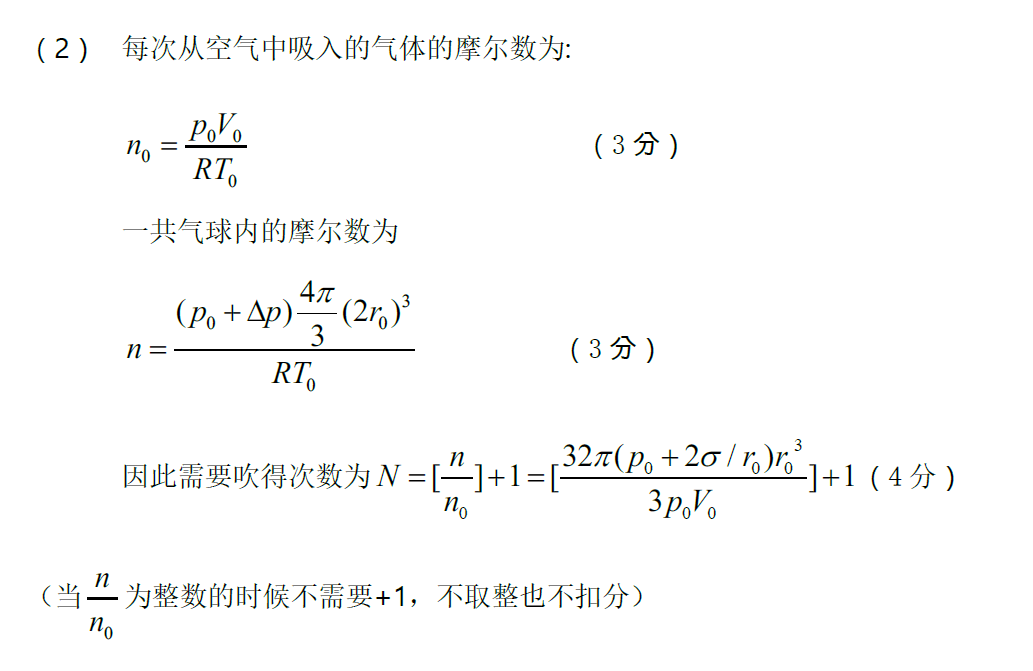 （2） 每次从空气中吸入的气体的摩尔数为:
n₀ = p₀V₀ / RT₀ （3分）
一共气球内的摩尔数为
n = (p₀ + Δp) 4π/3 (2r₀)³ / RT₀ （3分）
因此需要吹得次数为 N = [n/n₀] + 1 = [32π(p₀ + 2σ / r₀)r₀³ / 3p₀V₀] + 1（4分）
（当 n/n₀ 为整数的时候不需要+1，不取整也不扣分）